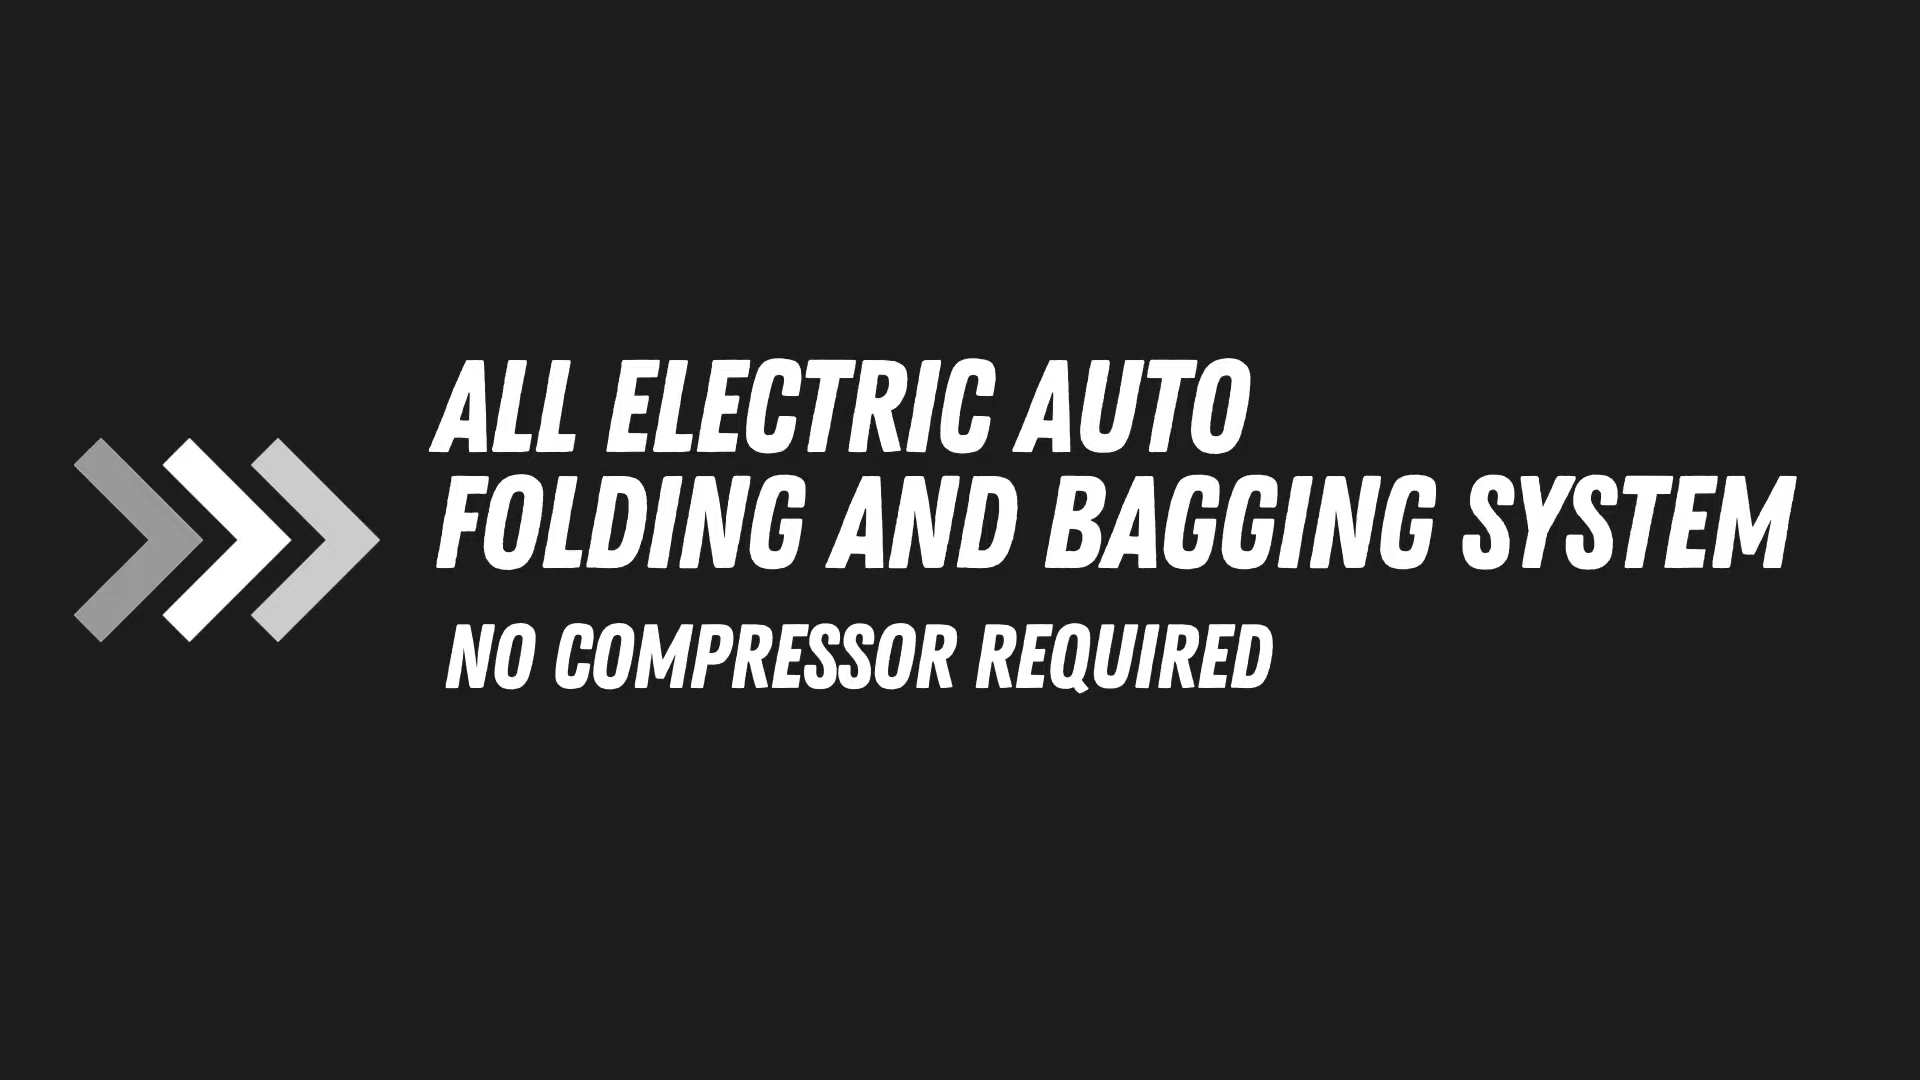 ALL ELECTRIC AUTO
FOLDING AND BAGGING SYSTEM
NO COMPRESSOR REQUIRED